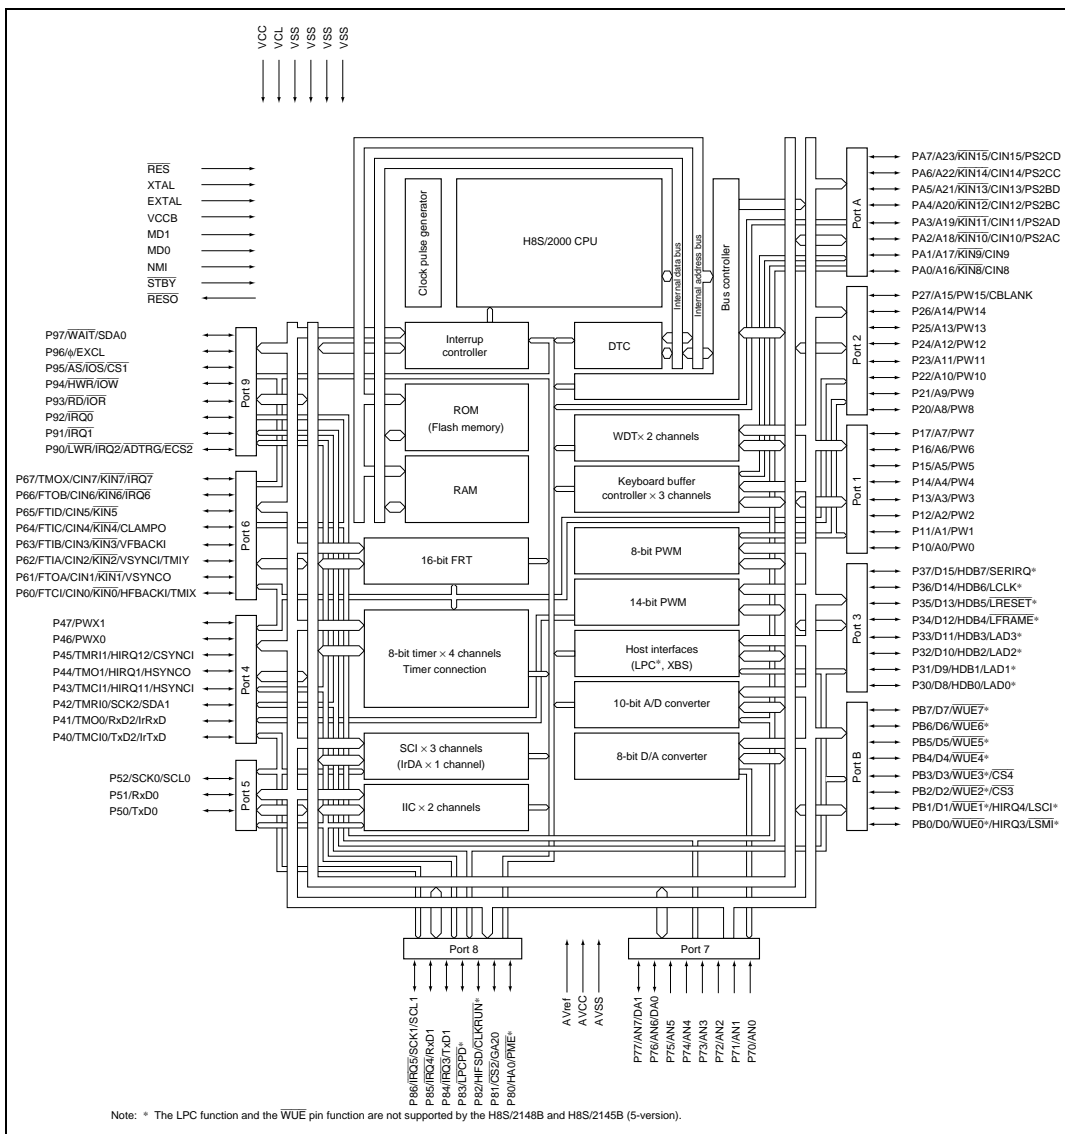 VCC
VCL
VSS
VSS
VSS
VSS
RES
XTAL
EXTAL
VCCB
MD1
MD0
NMI
STBY
RESO
Clock pulse generator
H8S/2000 CPU
Internal data bus
Internal address bus
Bus controller
Interrup
controller
DTC
ROM
(Flash memory)
RAM
WDT× 2 channels
Keyboard buffer
controller × 3 channels
16-bit FRT
8-bit PWM
14-bit PWM
8-bit timer × 4 channels
Timer connection
Host interfaces
(LPC*, XBS)
10-bit A/D converter
SCI × 3 channels
(IrDA × 1 channel)
8-bit D/A converter
IIC × 2 channels
Port 9
P97/WAIT/SDA0
P96/φ/EXCL
P95/AS/IOS/CS1
P94/HWR/IOW
P93/RD/IOR
P92/IRQ0
P91/IRQ1
P90/LWR/IRQ2/ADTRG/ECS2
Port 6
P67/TMOX/CIN7/KIN7/IRQ7
P66/FTOB/CIN6/KIN6/IRQ6
P65/FTID/CIN5/KIN5
P64/FTIC/CIN4/KIN4/CLAMPO
P63/FTIB/CIN3/KIN3/VFBACKI
P62/FTIA/CIN2/KIN2/VSYNCI/TMIY
P61/FTOA/CIN1/KIN1/VSYNCO
P60/FTCI/CIN0/KIN0/HFBACKI/TMIX
Port 4
P47/PWX1
P46/PWX0
P45/TMRI1/HIRQ12/CSYNCI
P44/TMO1/HIRQ1/HSYNCO
P43/TMCI1/HIRQ11/HSYNCI
P42/TMRI0/SCK2/SDA1
P41/TMO0/RxD2/IrRxD
P40/TMCI0/TxD2/IrTxD
Port 5
P52/SCK0/SCL0
P51/RxD0
P50/TxD0
Port A
PA7/A23/KIN15/CIN15/PS2CD
PA6/A22/KIN14/CIN14/PS2CC
PA5/A21/KIN13/CIN13/PS2BD
PA4/A20/KIN12/CIN12/PS2BC
PA3/A19/KIN11/CIN11/PS2AD
PA2/A18/KIN10/CIN10/PS2AC
PA1/A17/KIN9/CIN9
PA0/A16/KIN8/CIN8
Port 2
P27/A15/PW15/CBLANK
P26/A14/PW14
P25/A13/PW13
P24/A12/PW12
P23/A11/PW11
P22/A10/PW10
P21/A9/PW9
P20/A8/PW8
Port 1
P17/A7/PW7
P16/A6/PW6
P15/A5/PW5
P14/A4/PW4
P13/A3/PW3
P12/A2/PW2
P11/A1/PW1
P10/A0/PW0
Port 3
P37/D15/HDB7/SERIRQ*
P36/D14/HDB6/LCLK*
P35/D13/HDB5/LRESET*
P34/D12/HDB4/LFRAME*
P33/D11/HDB3/LAD3*
P32/D10/HDB2/LAD2*
P31/D9/HDB1/LAD1*
P30/D8/HDB0/LAD0*
Port B
PB7/D7/WUE7*
PB6/D6/WUE6*
PB5/D5/WUE5*
PB4/D4/WUE4*
PB3/D3/WUE3*/CS4
PB2/D2/WUE2*/CS3
PB1/D1/WUE1*/HIRQ4/LSCI*
PB0/D0/WUE0*/HIRQ3/LSMI*
Port 8
P86/IRQ5/SCK1/SCL1
P85/IRQ4/RxD1
P84/IRQ3/TxD1
P83/LPCPD*
P82/HIFSD/CLKRUN*
P81/CS2/GA20
P80/HA0/PME*
AVref
AVCC
AVSS
Port 7
P77/AN7/DA1
P76/AN6/DA0
P75/AN5
P74/AN4
P73/AN3
P72/AN2
P71/AN1
P70/AN0
Note: * The LPC function and the WUE pin function are not supported by the H8S/2148B and H8S/2145B (5-version).